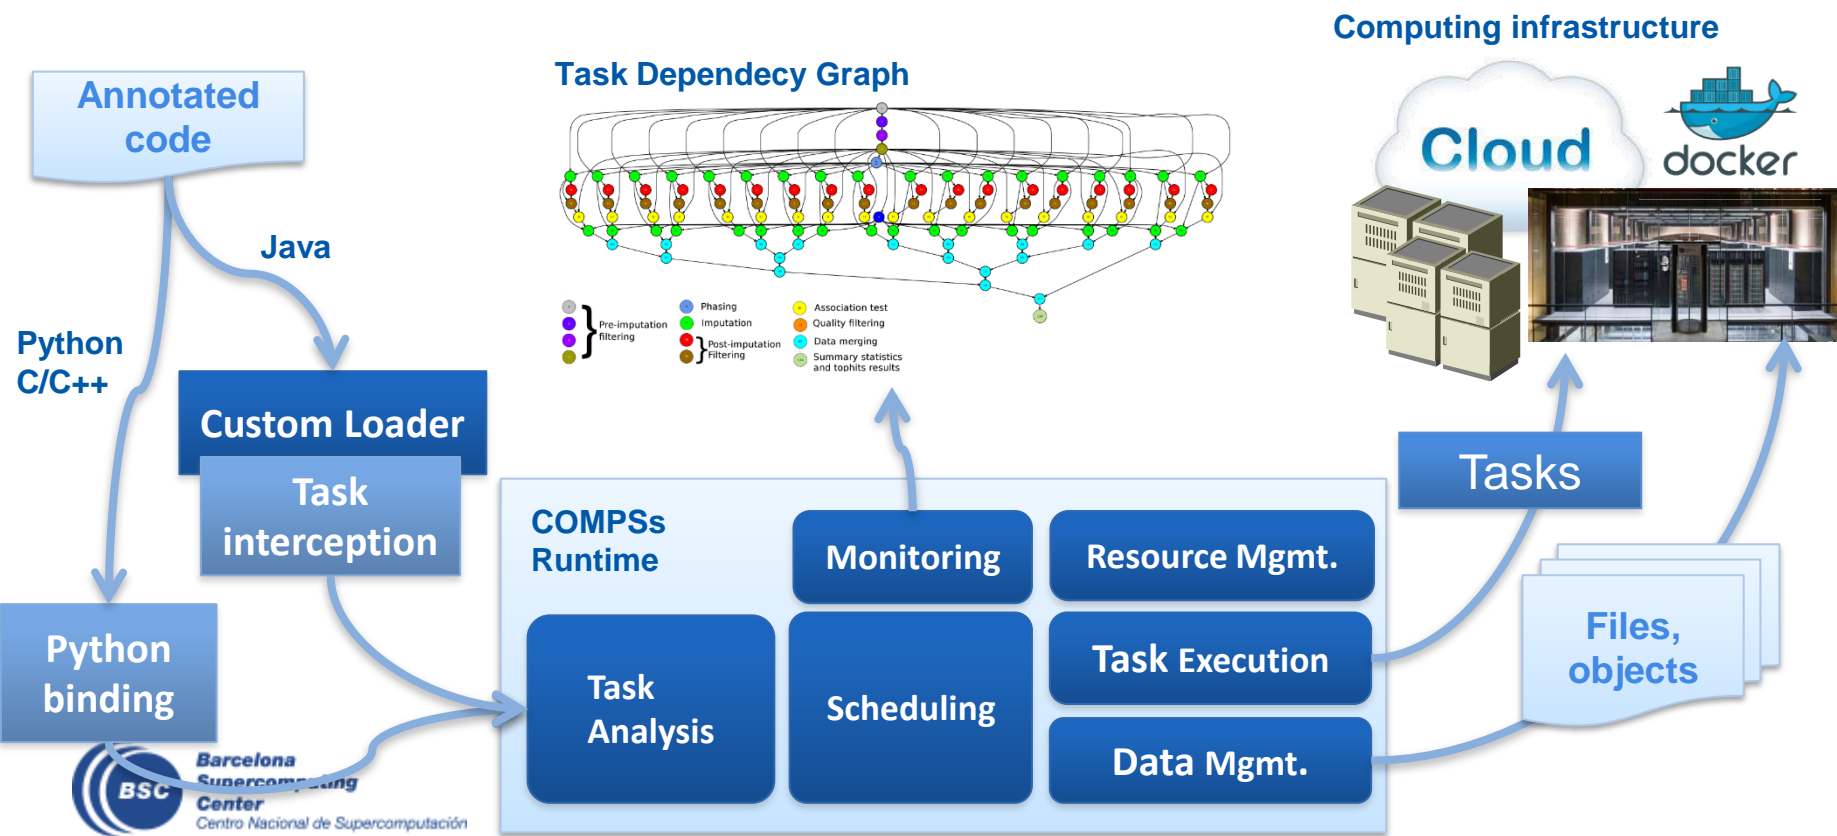 Computing infrastructure
Task Dependecy Graph
Annotated
code
Cloud
docker
Java
Python
C/C++
Pre-imputation
filtering
Phasing
Imputation
Post-imputation
Filtering
Association test
Quality filtering
Data merging
Summary statistics
and tophits results
Custom Loader
Task
interception
Tasks
COMPSs
Runtime
Monitoring
Resource Mgmt.
Python
binding
Task
Analysis
Scheduling
Task Execution
Data Mgmt.
Files,
objects
BSC
Barcelona
Supercomputing
Center
Centro Nacional de Supercomputación